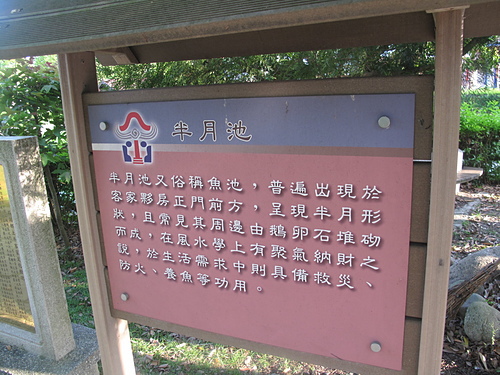 半月池
半月池又俗稱魚池，普遍出現於
客家夥房正門前方，呈現半月形
狀，且常見其周邊由鵝卵石堆砌
而成，在風水學上有聚氣納財之
說，於生活需求中則具備救災、
防火、養魚等功用。